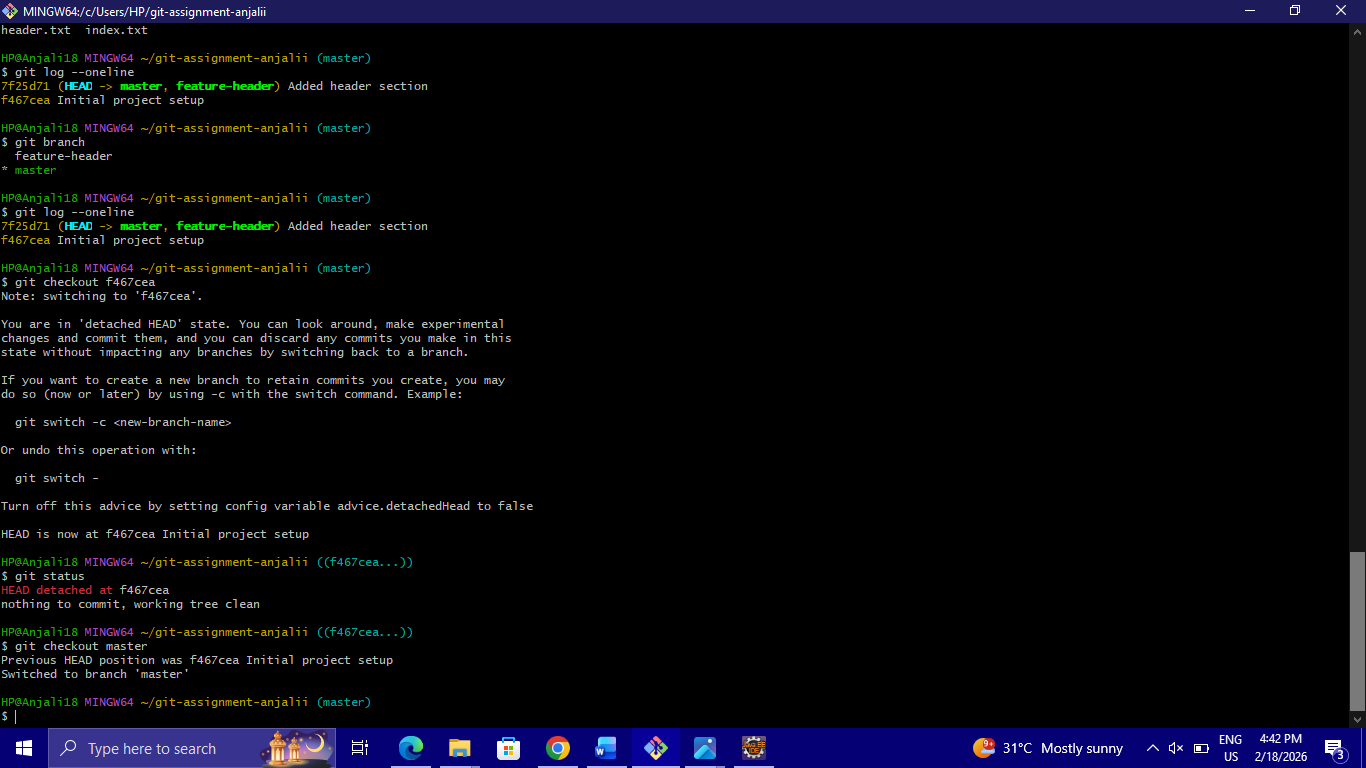 MINGW64:/c/Users/HP/git-assignment-anjalii
header.txt  index.txt
HP@Anjali18 MINGW64 ~/git-assignment-anjalii (master)
$ git log --oneline
7f25d71 (HEAD -> master, feature-header) Added header section
f467cea Initial project setup
HP@Anjali18 MINGW64 ~/git-assignment-anjalii (master)
$ git branch
  feature-header
* master
HP@Anjali18 MINGW64 ~/git-assignment-anjalii (master)
$ git log --oneline
7f25d71 (HEAD -> master, feature-header) Added header section
f467cea Initial project setup
HP@Anjali18 MINGW64 ~/git-assignment-anjalii (master)
$ git checkout f467cea
Note: switching to 'f467cea'.
You are in 'detached HEAD' state. You can look around, make experimental
changes and commit them, and you can discard any commits you make in this
state without impacting any branches by switching back to a branch.
If you want to create a new branch to retain commits you create, you may
do so (now or later) by using -c with the switch command. Example:
  git switch -c <new-branch-name>
Or undo this operation with:
  git switch -
Turn off this advice by setting config variable advice.detachedHead to false
HEAD is now at f467cea Initial project setup
HP@Anjali18 MINGW64 ~/git-assignment-anjalii ((f467cea...))
$ git status
HEAD detached at f467cea
nothing to commit, working tree clean
HP@Anjali18 MINGW64 ~/git-assignment-anjalii ((f467cea...))
$ git checkout master
Previous HEAD position was f467cea Initial project setup
Switched to branch 'master'
HP@Anjali18 MINGW64 ~/git-assignment-anjalii (master)
$
Type here to search
W
9+
31°C Mostly sunny
ENG
US
4:42 PM
2/18/2026
3